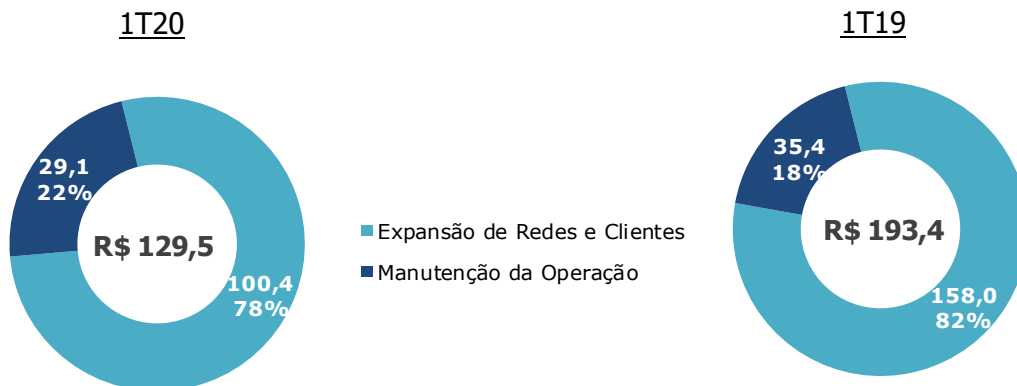 1T20
29,1
22%
R$ 129,5
100,4
78%
Expansão de Redes e Clientes
Manutenção da Operação
1T19
35,4
18%
R$ 193,4
158,0
82%